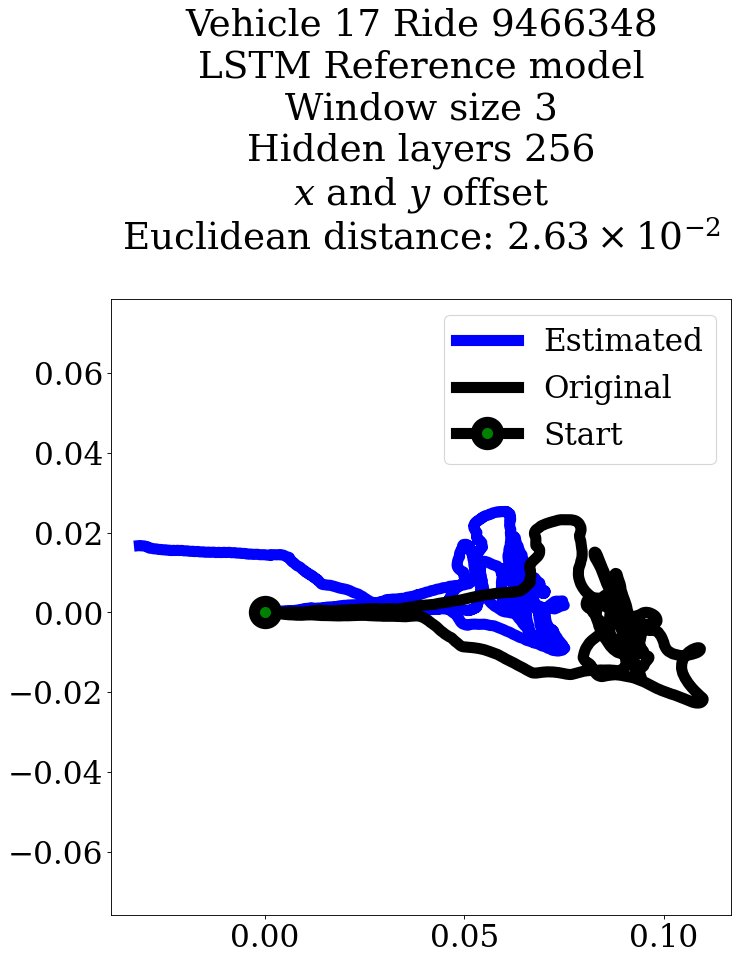 Vehicle 17 Ride 9466348
LSTM Reference model
Window size 3
Hidden layers 256
x and y offset
Euclidean distance: 2.63 × 10⁻²
Estimated
Original
Start
0.06
0.04
0.02
0.00
−0.02
−0.04
−0.06
0.00 0.05 0.10